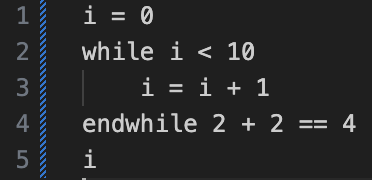 1 i = 0
2 while i < 10
3 i = i + 1
4 endwhile 2 + 2 == 4
5 i